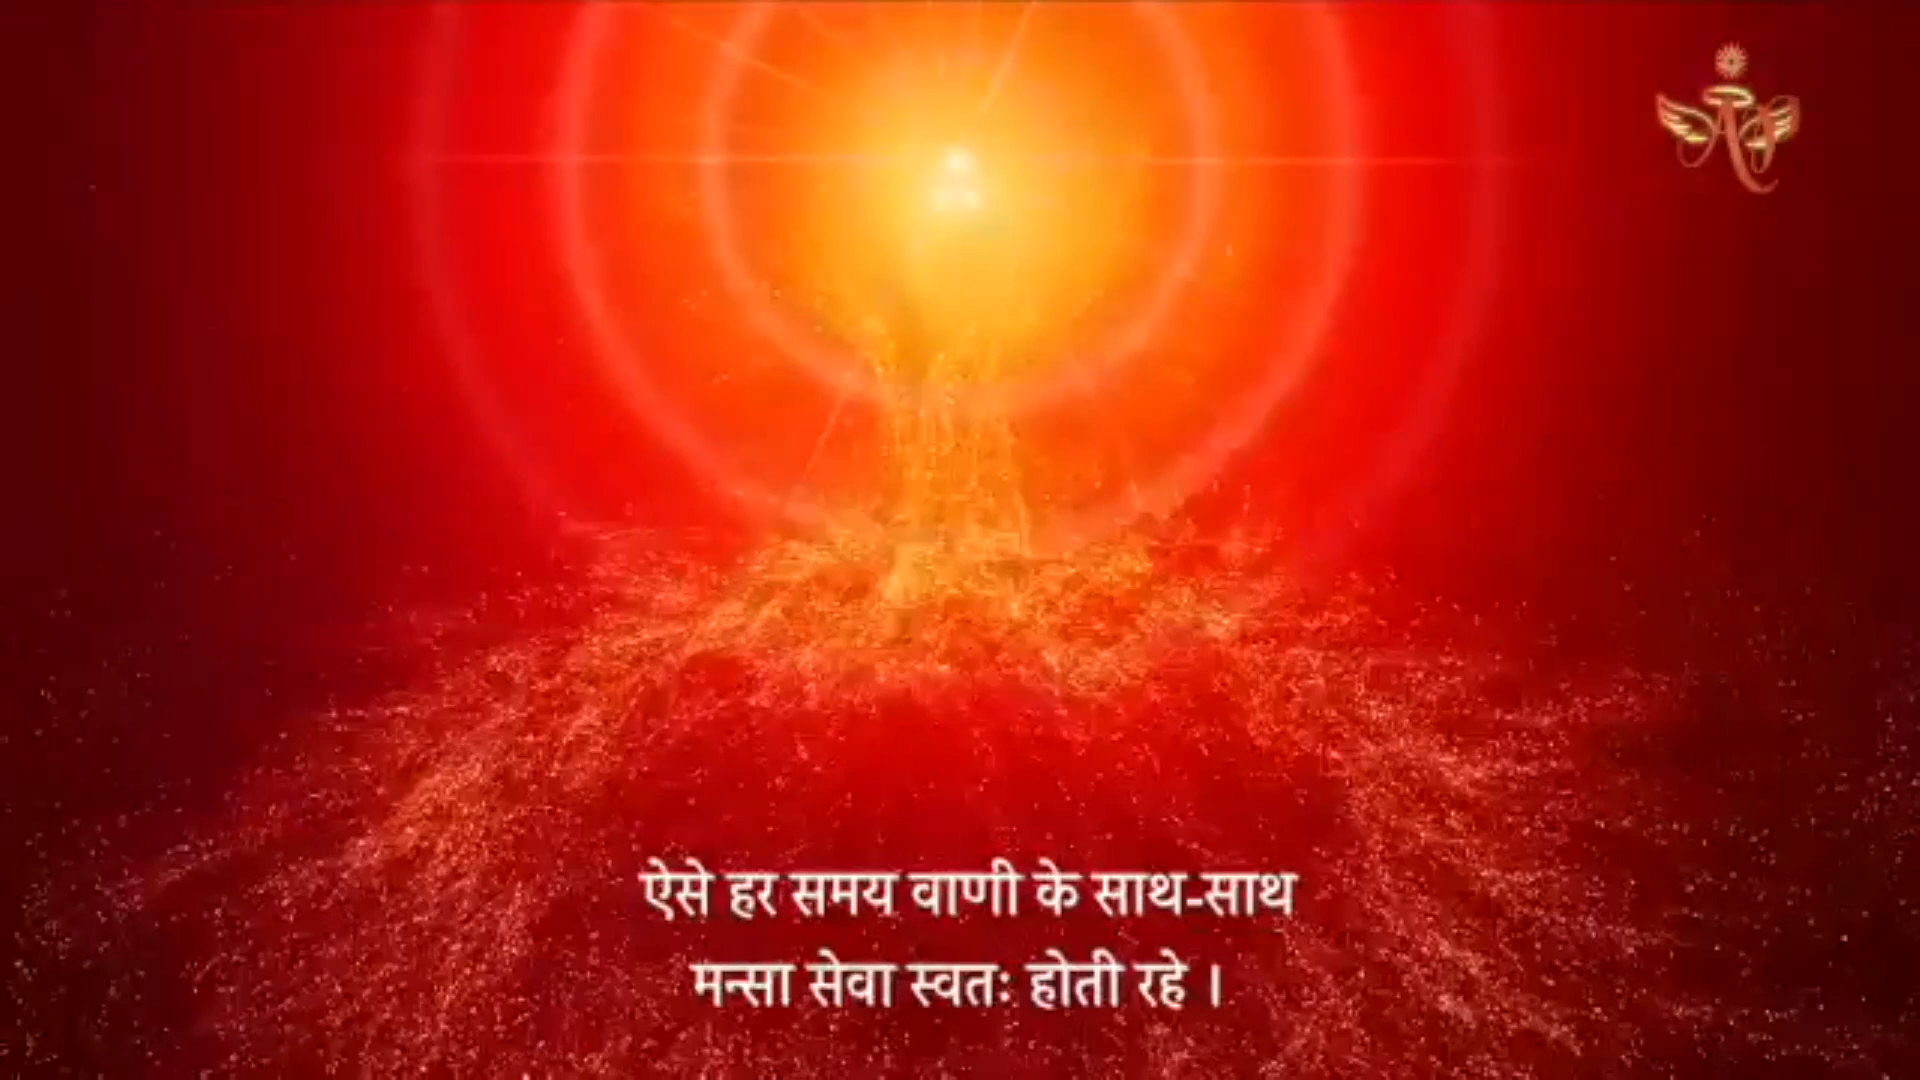 ऐसे हर समय वाणी के साथ-साथ
मन्सा सेवा स्वतः होती रहे ।